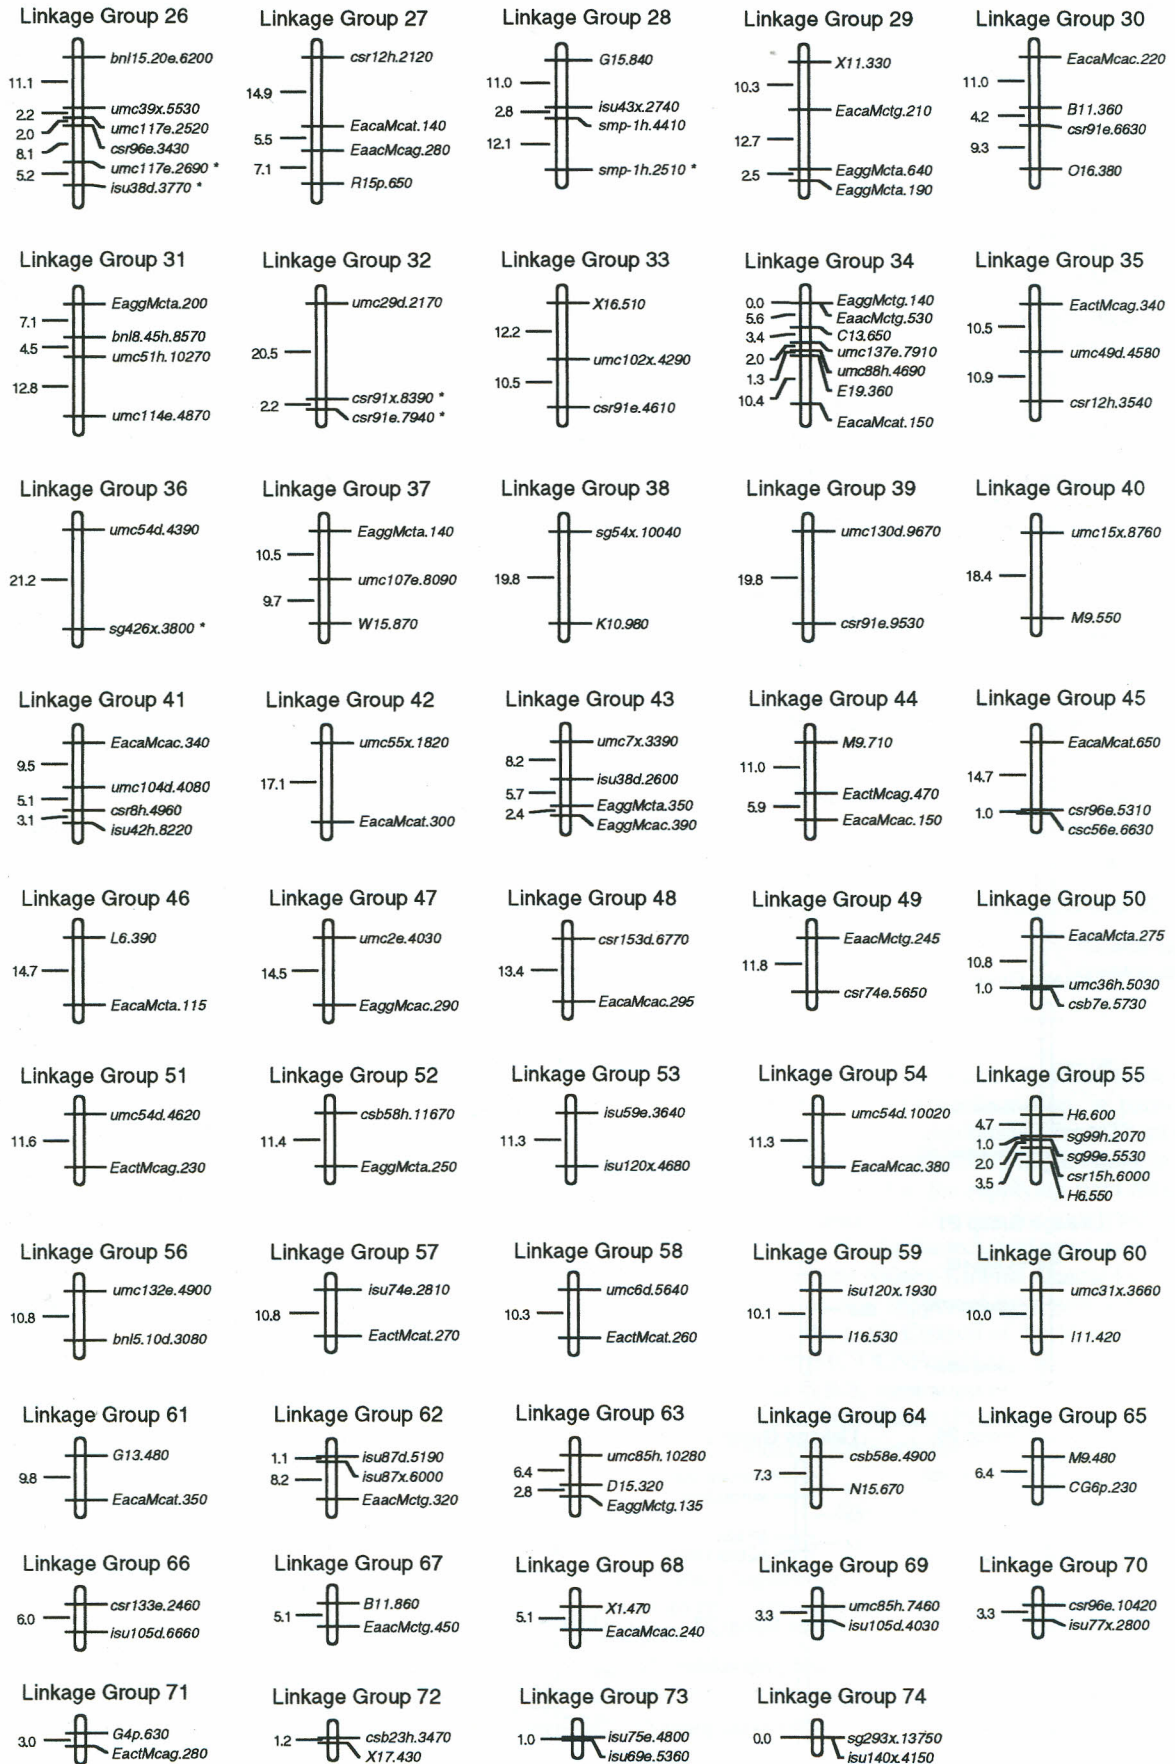 Linkage Group 26
bnl15.20e.6200
11.1
umc39x.5530
2.2
umc117e.2520
2.0
csr96e.3430
8.1
umc117e.2690 *
5.2
isu38d.3770 *
Linkage Group 27
csr12h.2120
14.9
EacaMcat.140
5.5
EaacMcag.280
7.1
R15p.650
Linkage Group 28
G15.840
11.0
isu43x.2740
2.8
smp-1h.4410
12.1
smp-1h.2510 *
Linkage Group 29
X11.330
10.3
EacaMctg.210
12.7
EaggMcta.640
2.5
EaggMcta.190
Linkage Group 30
EacaMcac.220
11.0
B11.360
4.2
csr91e.6630
9.3
O16.380
Linkage Group 31
EaggMcta.200
7.1
bnl8.45h.8570
4.5
umc51h.10270
12.8
umc114e.4870
Linkage Group 32
umc29d.2170
20.5
csr91x.8390 *
2.2
csr91e.7940 *
Linkage Group 33
X16.510
12.2
umc102x.4290
10.5
csr91e.4610
Linkage Group 34
0.0
EaggMctg.140
5.6
EaacMctg.530
3.4
C13.650
2.0
umc137e.7910
1.3
umc88h.4690
10.4
E19.360
EacaMcat.150
Linkage Group 35
EactMcag.340
10.5
umc49d.4580
10.9
csr12h.3540
Linkage Group 36
umc54d.4390
21.2
sg426x.3800 *
Linkage Group 37
EaggMcta.140
10.5
umc107e.8090
9.7
W15.870
Linkage Group 38
sg54x.10040
19.8
K10.980
Linkage Group 39
umc130d.9670
19.8
csr91e.9530
Linkage Group 40
umc15x.8760
18.4
M9.550
Linkage Group 41
EacaMcac.340
9.5
umc104d.4080
5.1
csr8h.4960
3.1
isu42h.8220
Linkage Group 42
umc55x.1820
17.1
EacaMcat.300
Linkage Group 43
umc7x.3390
8.2
isu38d.2600
5.7
EaggMcta.350
2.4
EaggMcac.390
Linkage Group 44
M9.710
11.0
EactMcag.470
5.9
EacaMcac.150
Linkage Group 45
EacaMcat.650
14.7
csr96e.5310
1.0
csc56e.6630
Linkage Group 46
L6.390
14.7
EacaMcta.115
Linkage Group 47
umc2e.4030
14.5
EaggMcac.290
Linkage Group 48
csr153d.6770
13.4
EacaMcac.295
Linkage Group 49
EaacMctg.245
11.8
csr74e.5650
Linkage Group 50
EacaMcta.275
10.8
umc36h.5030
1.0
csb7e.5730
Linkage Group 51
umc54d.4620
11.6
EactMcag.230
Linkage Group 52
csb58h.11670
11.4
EaggMcta.250
Linkage Group 53
isu59e.3640
11.3
isu120x.4680
Linkage Group 54
umc54d.10020
11.3
EacaMcac.380
Linkage Group 55
H6.600
4.7
sg99h.2070
1.0
sg99e.5530
2.0
csr15h.6000
3.5
H6.550
Linkage Group 56
umc132e.4900
10.8
bnl5.10d.3080
Linkage Group 57
isu74e.2810
10.8
EactMcat.270
Linkage Group 58
umc6d.5640
10.3
EactMcat.260
Linkage Group 59
isu120x.1930
10.1
I16.530
Linkage Group 60
umc31x.3660
10.0
I11.420
Linkage Group 61
G13.480
9.8
EacaMcat.350
Linkage Group 62
1.1
isu87d.5190
isu87x.6000
8.2
EaacMctg.320
Linkage Group 63
umc85h.10280
6.4
D15.320
2.8
EaggMctg.135
Linkage Group 64
csb58e.4900
7.3
N15.670
Linkage Group 65
M9.480
6.4
CG6p.230
Linkage Group 66
csr133e.2460
6.0
isu105d.6660
Linkage Group 67
B11.860
5.1
EaacMctg.450
Linkage Group 68
X1.470
5.1
EacaMcac.240
Linkage Group 69
umc85h.7460
3.3
isu105d.4030
Linkage Group 70
csr96e.10420
3.3
isu77x.2800
Linkage Group 71
G4p.630
3.0
EactMcag.280
Linkage Group 72
1.2
csb23h.3470
X17.430
Linkage Group 73
1.0
isu75e.4800
isu69e.5360
Linkage Group 74
0.0
sg293x.13750
isu140x.4150